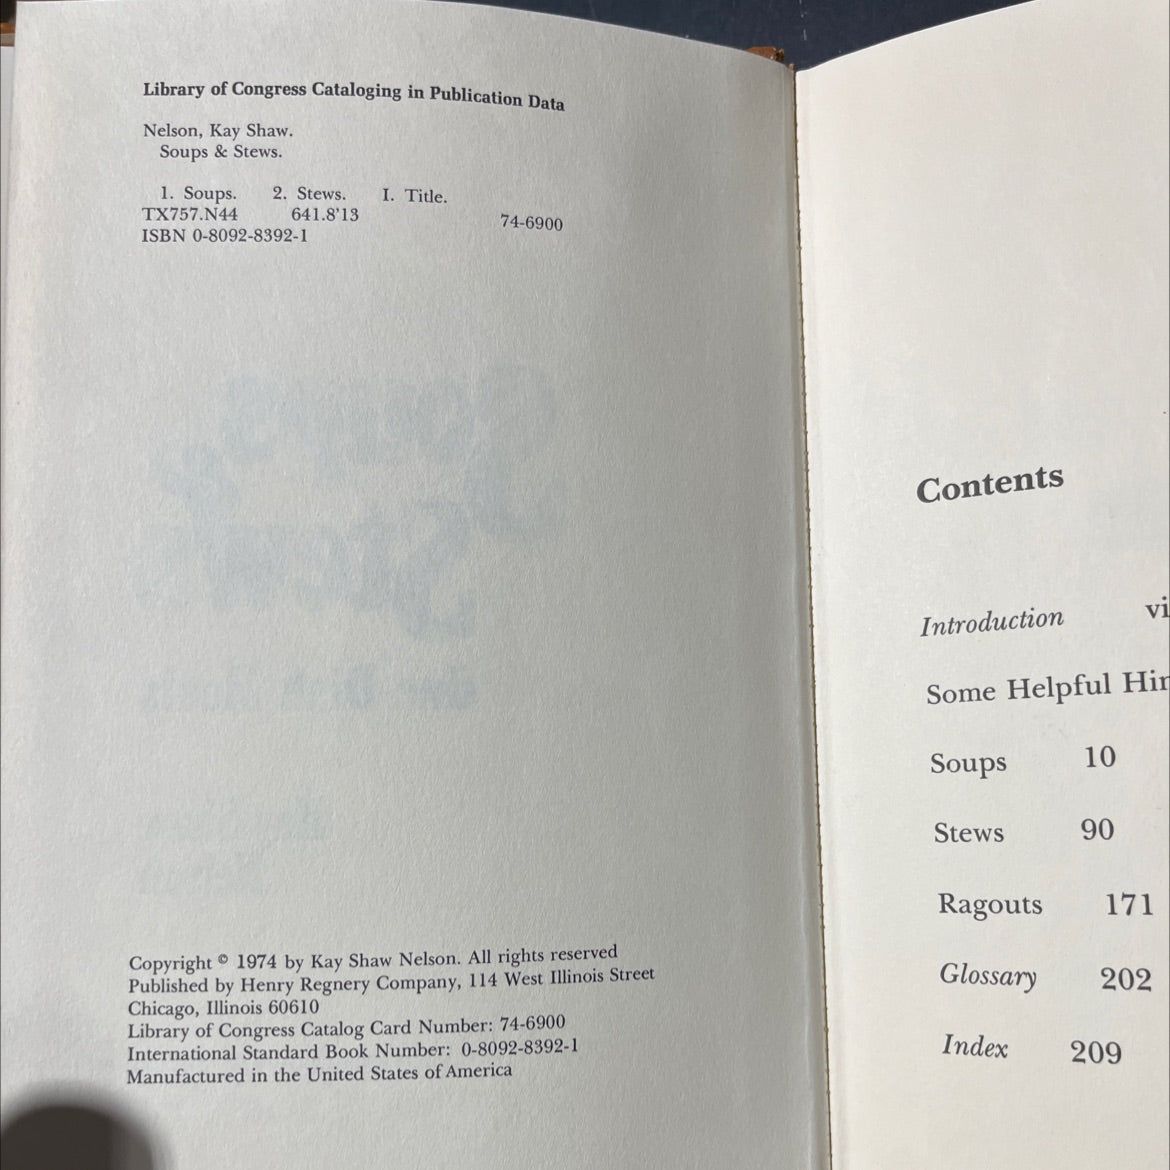 Library of Congress Cataloging in Publication Data
Nelson, Kay Shaw.
Soups & Stews.
1. Soups. 2. Stews. I. Title.
TX757.N44 641.8'13 74-6900
ISBN 0-8092-8392-1
Copyright © 1974 by Kay Shaw Nelson. All rights reserved
Published by Henry Regnery Company, 114 West Illinois Street
Chicago, Illinois 60610
Library of Congress Catalog Card Number: 74-6900
International Standard Book Number: 0-8092-8392-1
Manufactured in the United States of America
Contents
Introduction
Some Helpful
Soups 10
Stews 90
Ragouts 171
Glossary 202
Index 209